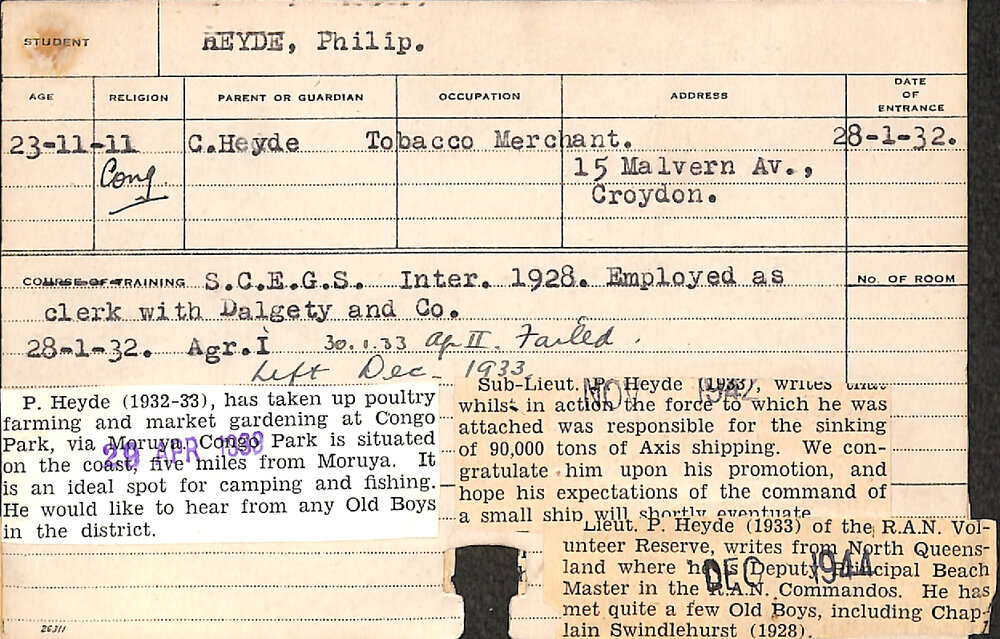 STUDENT
HEYDE, Philip.
AGE RELIGION PARENT OR GUARDIAN OCCUPATION ADDRESS DATE OF ENTRANCE
23-11-11 C.Heyde Tobacco Merchant. 28-1-32.
Cong. 15 Malvern Av.,
Croydon.
COURSE OF TRAINING S.C.E.G.S. Inter. 1928. Employed as
No. OF ROOM
clerk with Dalgety and Co.
28-1-32. Agr.I 30.1.33 Ag II. Failed.
Left Dec. 1933
P. Heyde (1932-33), has taken up poultry
farming and market gardening at Congo
Park, via Moruya. Congo Park is situated
on the coast, five miles from Moruya. It
is an ideal spot for camping and fishing.
He would like to hear from any Old Boys
in the district.
29 APR 1939
Sub-Lieut. P. Heyde (1933), writes that
whilst in action the force to which he was
attached was responsible for the sinking
of 90,000 tons of Axis shipping. We con-
gratulate him upon his promotion, and
hope his expectations of the command of
a small ship will shortly eventuate
NOV 1942
Lieut. P. Heyde (1933) of the R.A.N. Vol-
unteer Reserve, writes from North Queens-
land where he is Deputy Principal Beach
Master in the R.A.N. Commandos. He has
met quite a few Old Boys, including Chap-
lain Swindlehurst (1928).
DEC 1944
26311